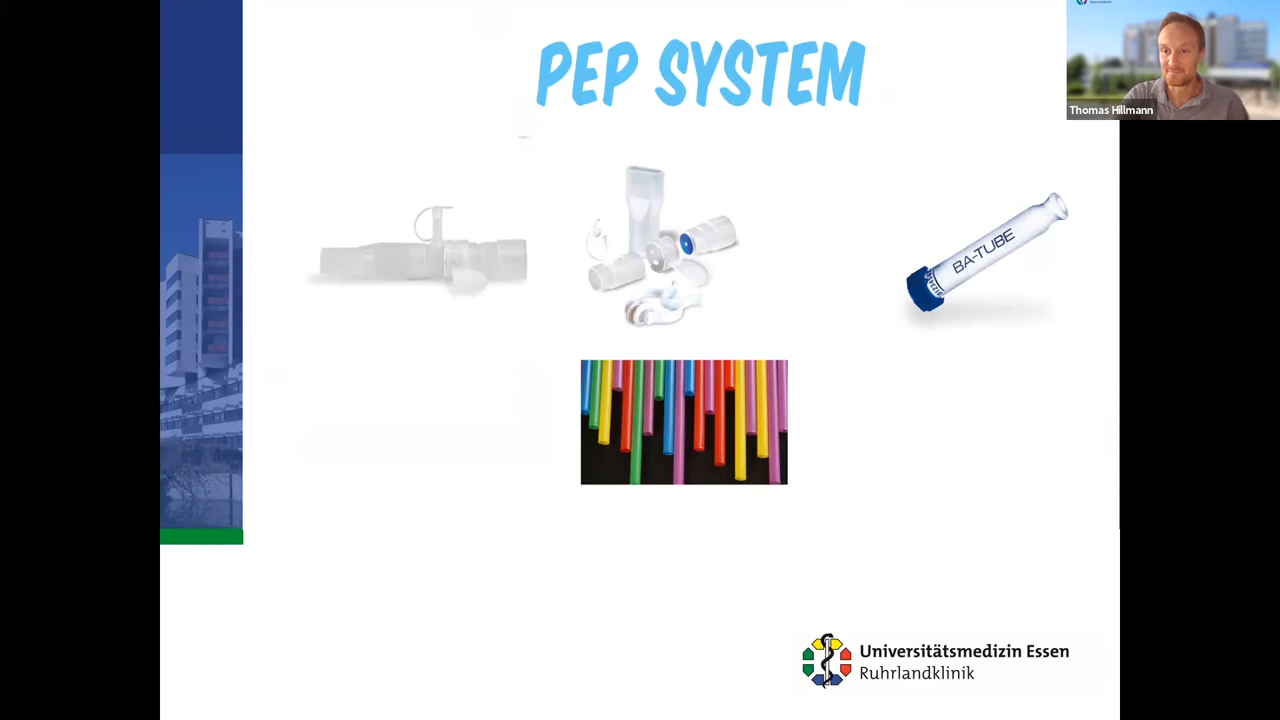 PEP SYSTEM
Thomas Hillmann
BA-TUBE
Universitätsmedizin Essen
Ruhrlandklinik